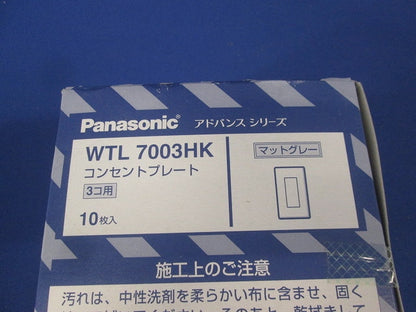 Panasonic アドバンス シリーズ
WTL 7003HK マットグレー
コンセントプレート
3コ用
10枚入
施工上のご注意
汚れは、中性洗剤を柔らかい布に含ませ、固く